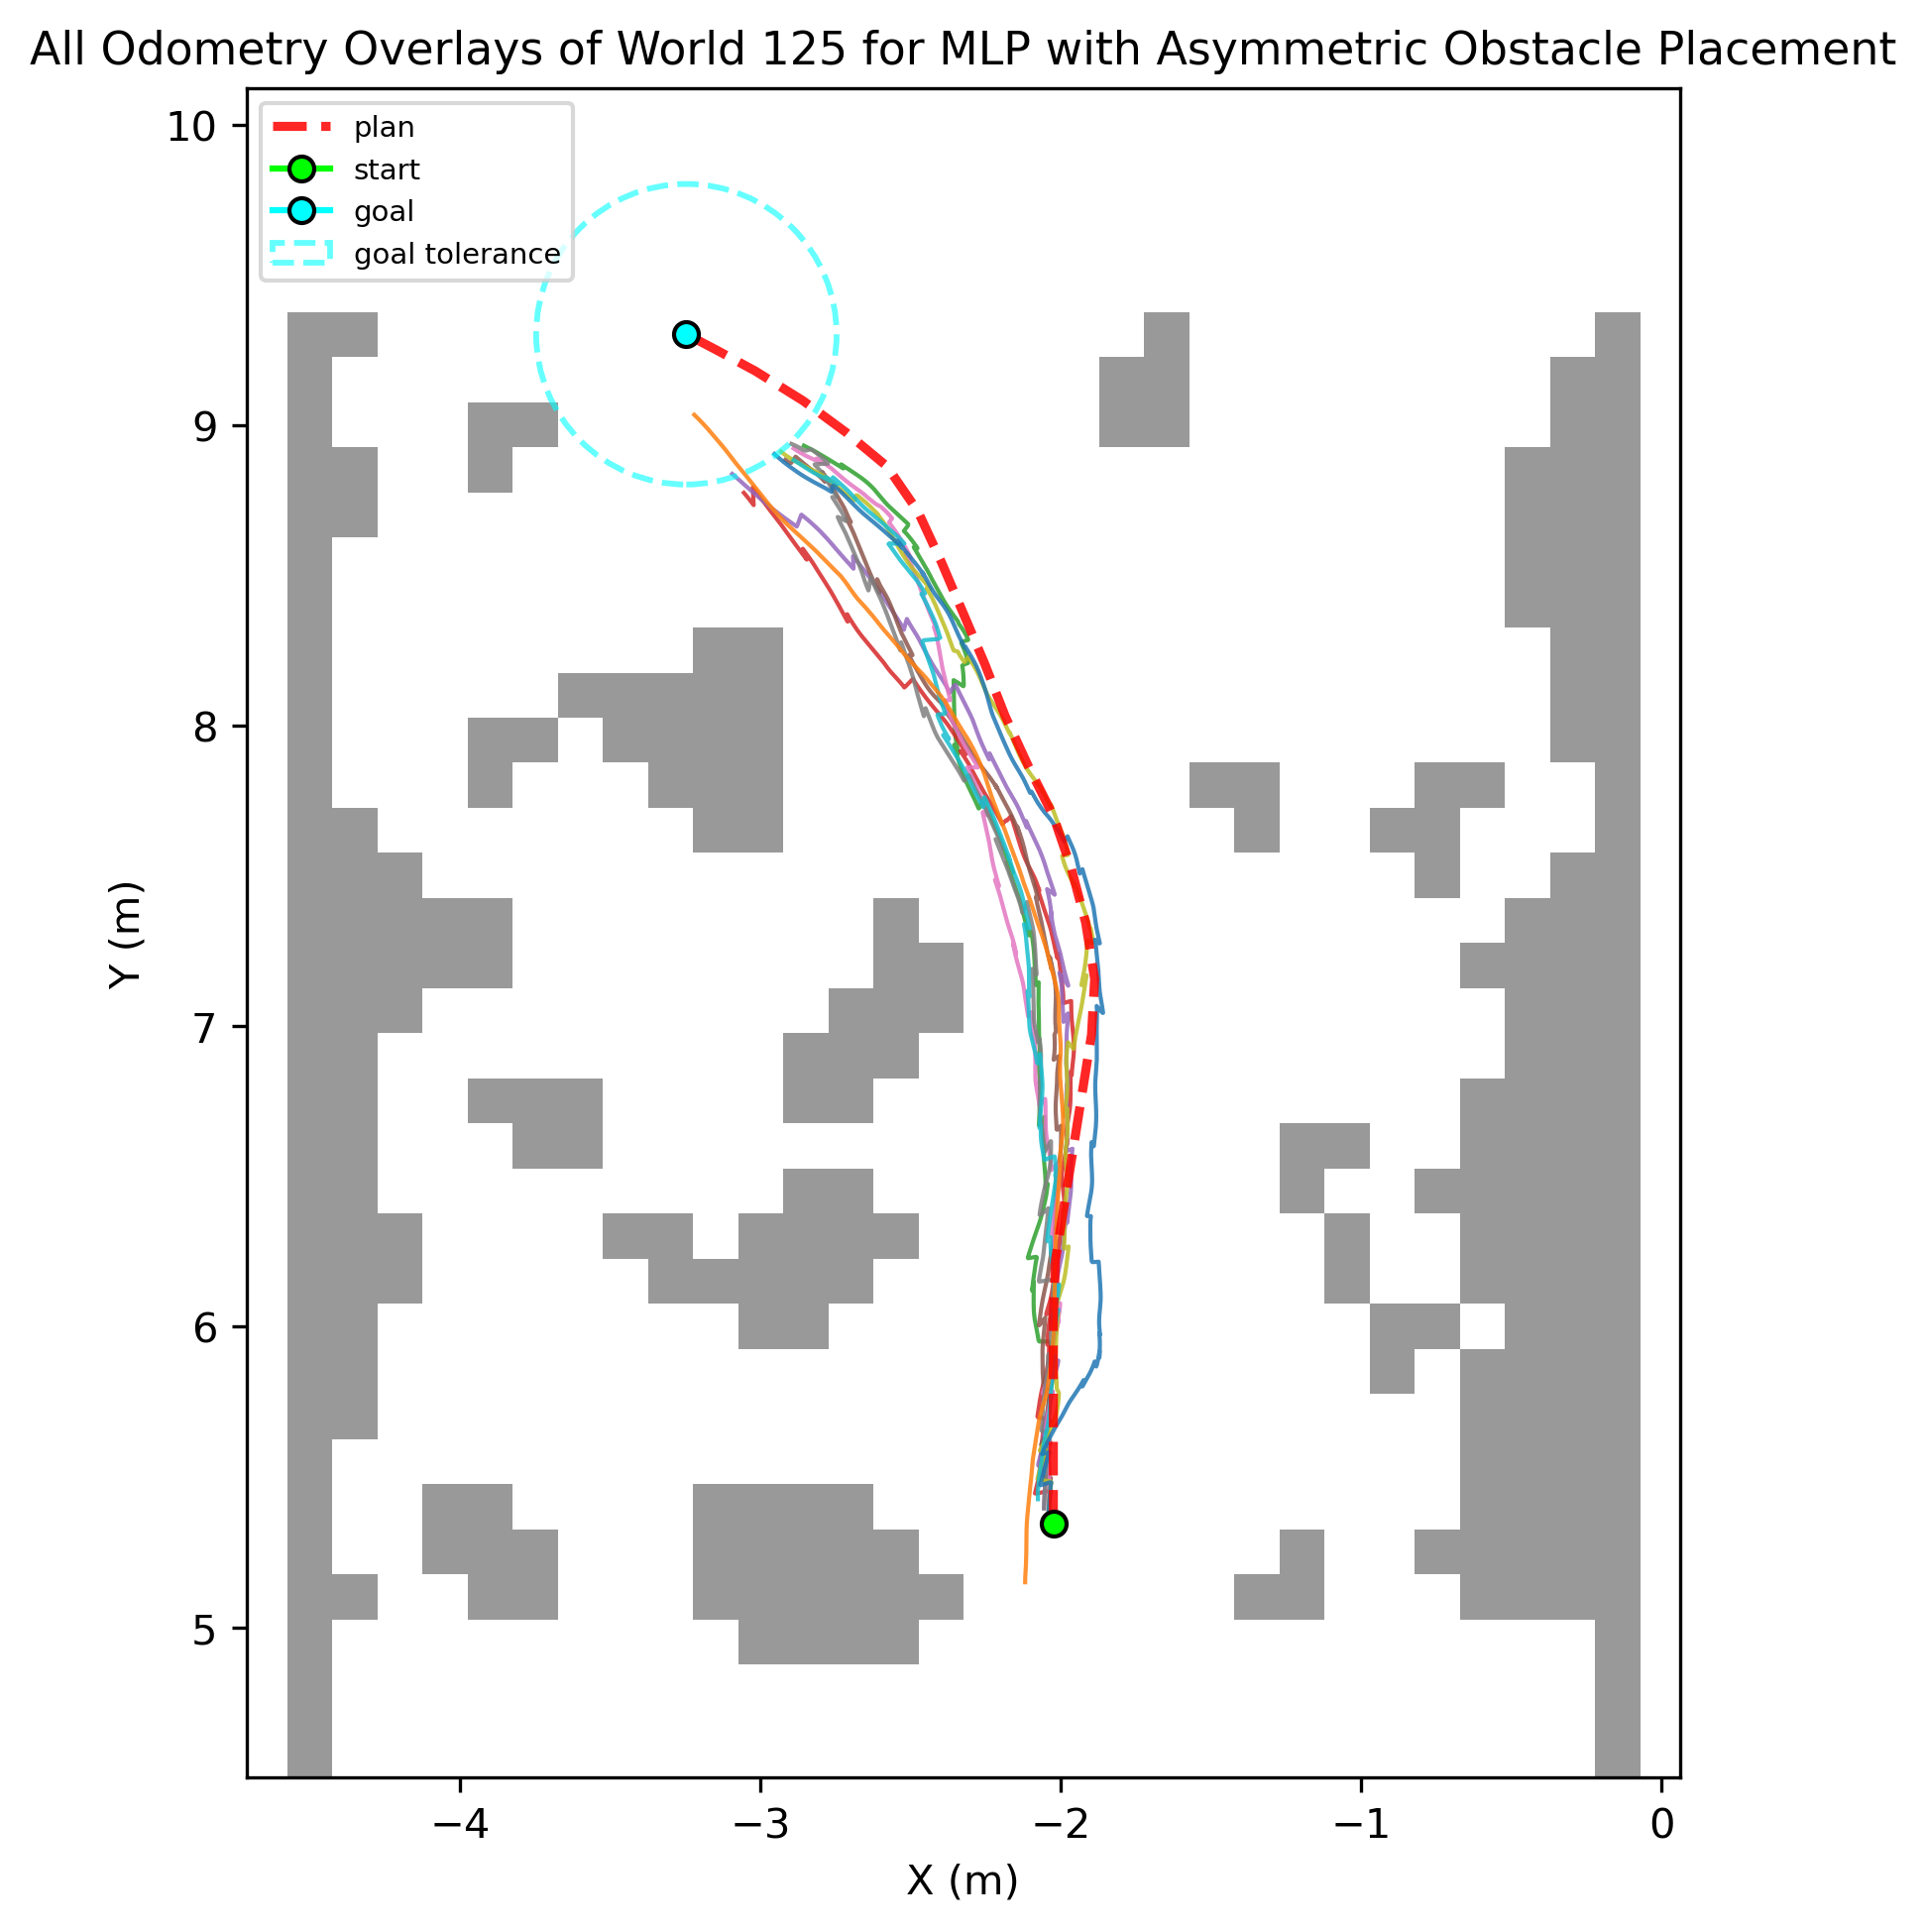 All Odometry Overlays of World 125 for MLP with Asymmetric Obstacle Placement
plan
start
goal
goal tolerance
10
9
8
7
6
5
Y (m)
−4
−3
−2
−1
0
X (m)